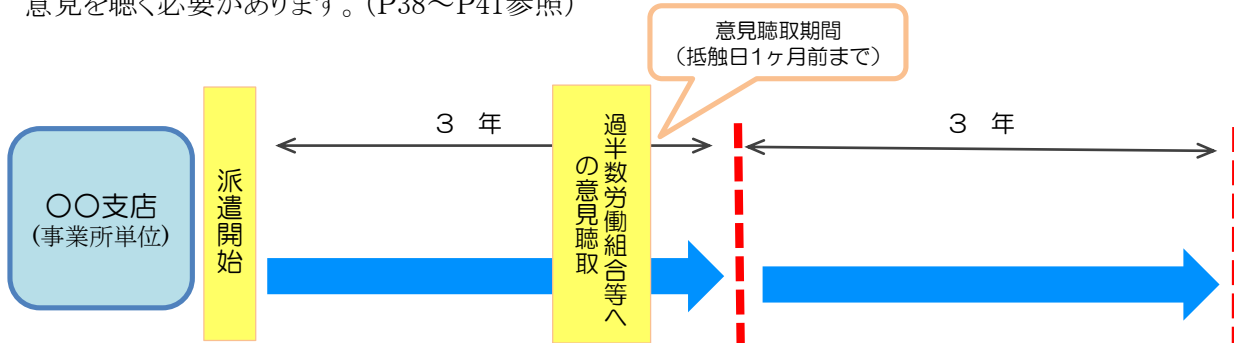 意見を聴く必要があります。（P38～P41参照）
意見聴取期間
（抵触日1ヶ月前まで）
３　年
３　年
〇〇支店
(事業所単位)
派遣開始
過半数労働組合等へ
の意見聴取